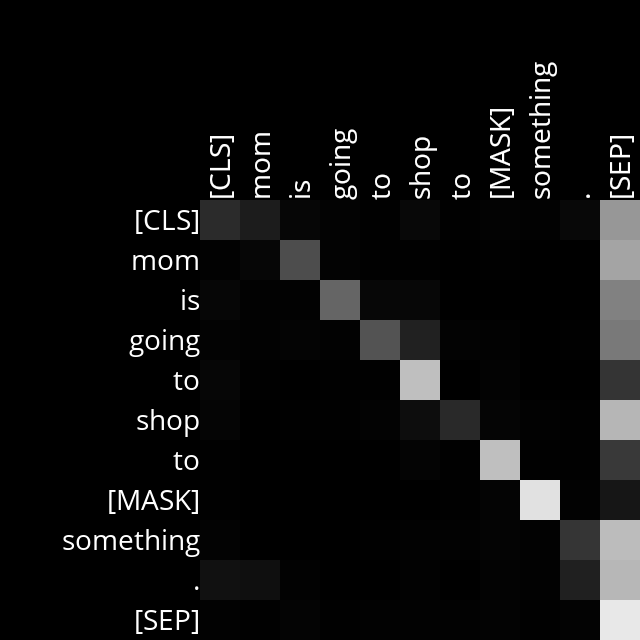 [CLS]
mom
is
going
to
shop
to
[MASK]
something
.
[SEP]
[CLS]
mom
is
going
to
shop
to
[MASK]
something
.
[SEP]